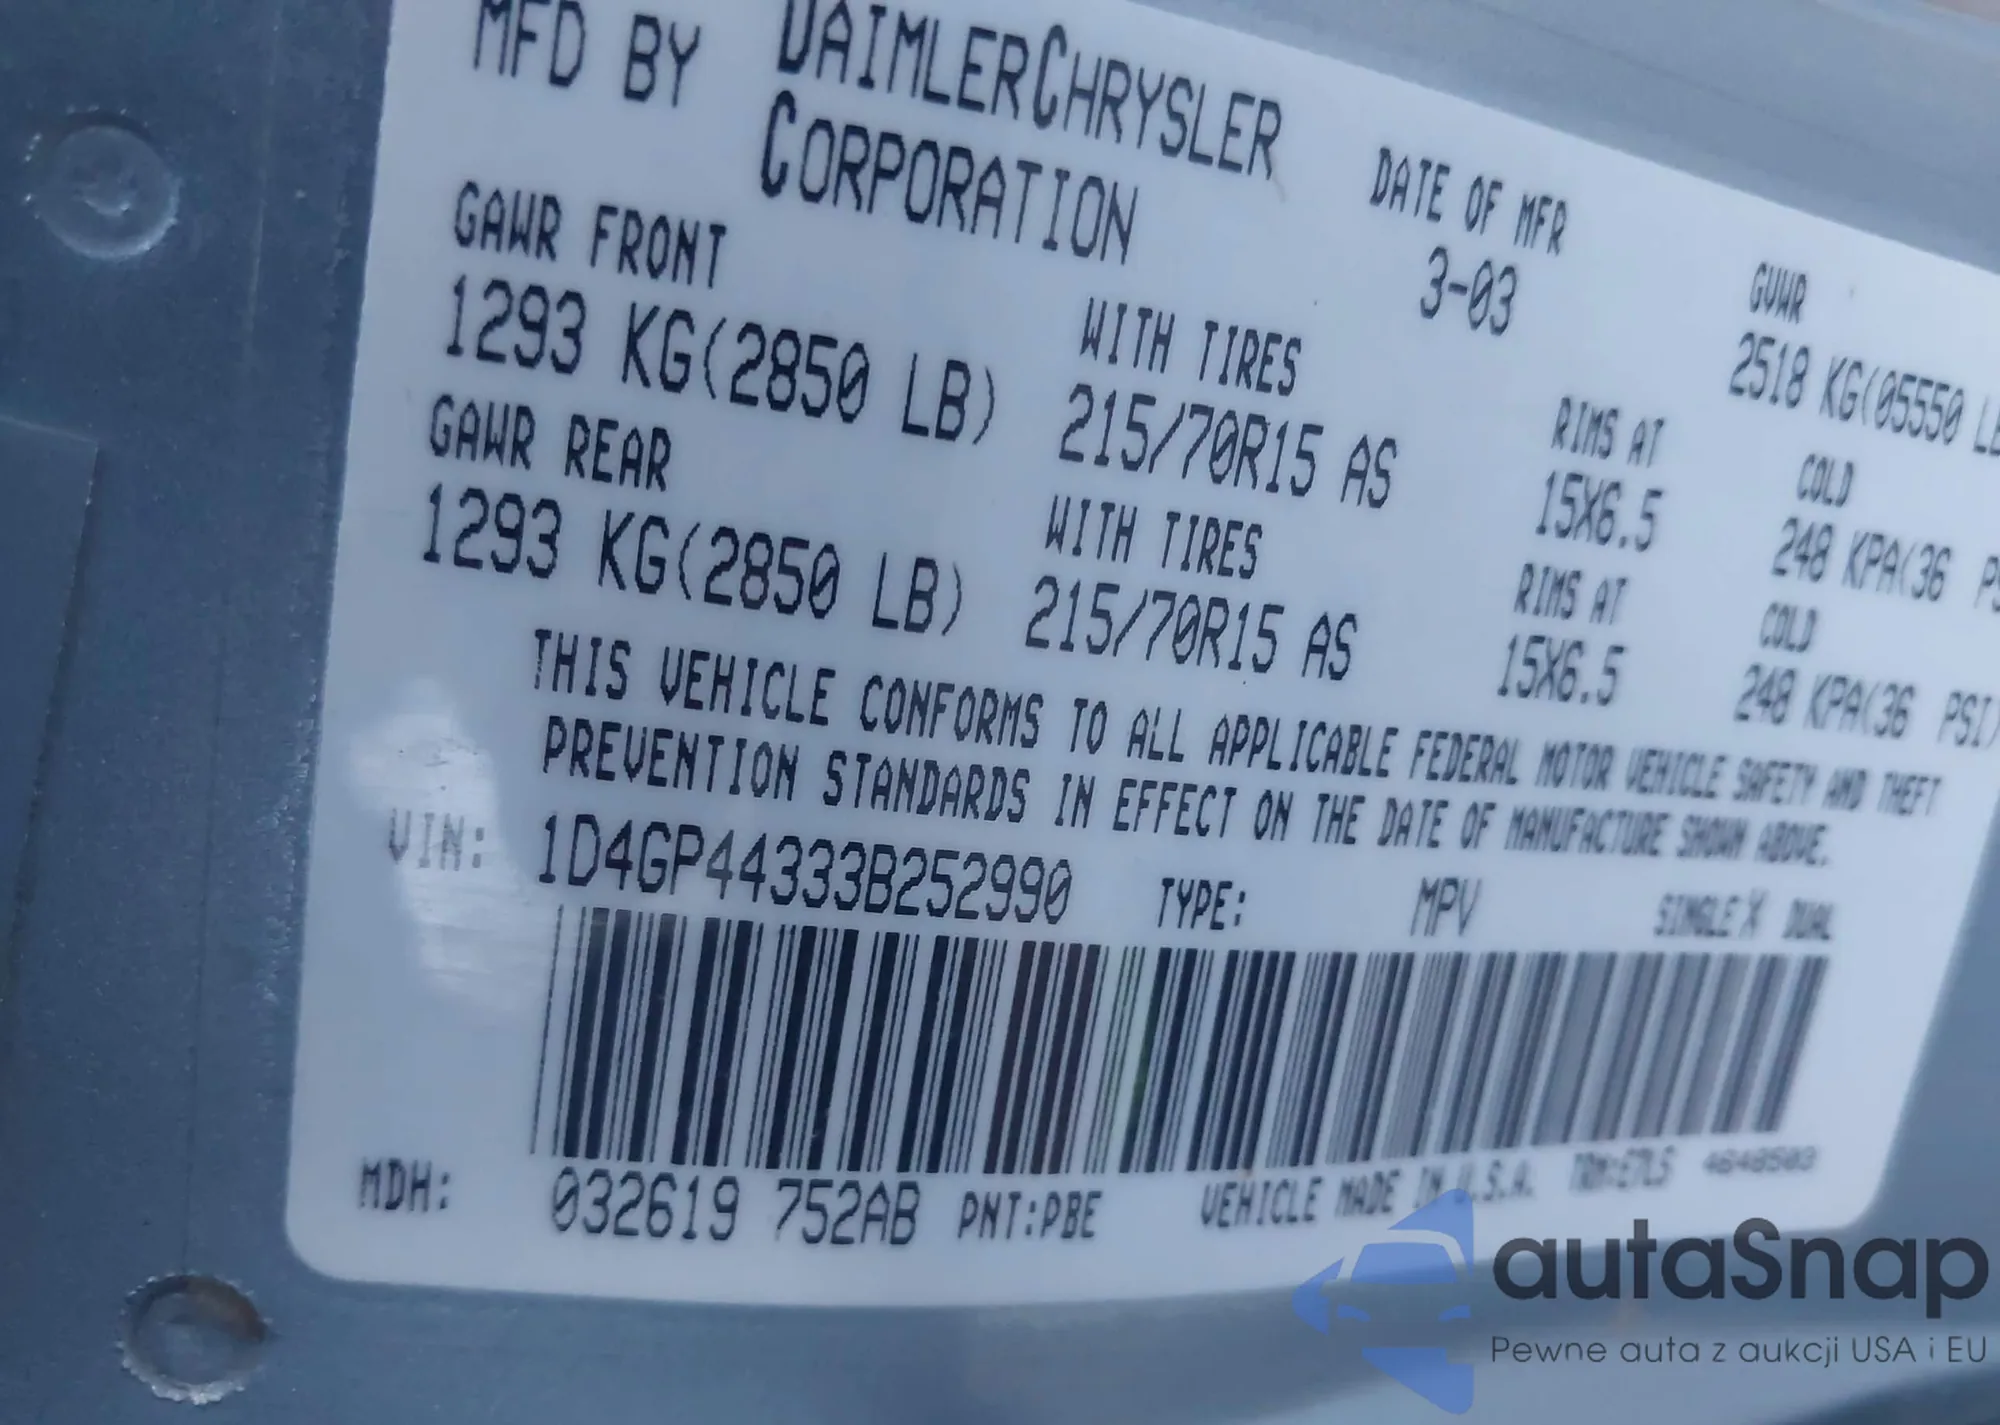 MFD BY DAIMLERCHRYSLER
CORPORATION
DATE OF MFR
3-03
GVWR
2518 KG(05550 LB
GAWR FRONT
1293 KG(2850 LB)
WITH TIRES
215/70R15 AS
RIMS AT
15X6.5
COLD
248 KPA(36 PS
GAWR REAR
1293 KG(2850 LB)
WITH TIRES
215/70R15 AS
RIMS AT
15X6.5
COLD
248 KPA(36 PSI)
THIS VEHICLE CONFORMS TO ALL APPLICABLE FEDERAL MOTOR VEHICLE SAFETY AND THEFT
PREVENTION STANDARDS IN EFFECT ON THE DATE OF MANUFACTURE SHOWN ABOVE.
VIN: 1D4GP44333B252990 TYPE: MPV SINGLE X DUAL
MDH: 032619 752AB PNT:PBE VEHICLE MADE IN U.S.A.
autaSnap
Pewne auta z aukcji USA i EU